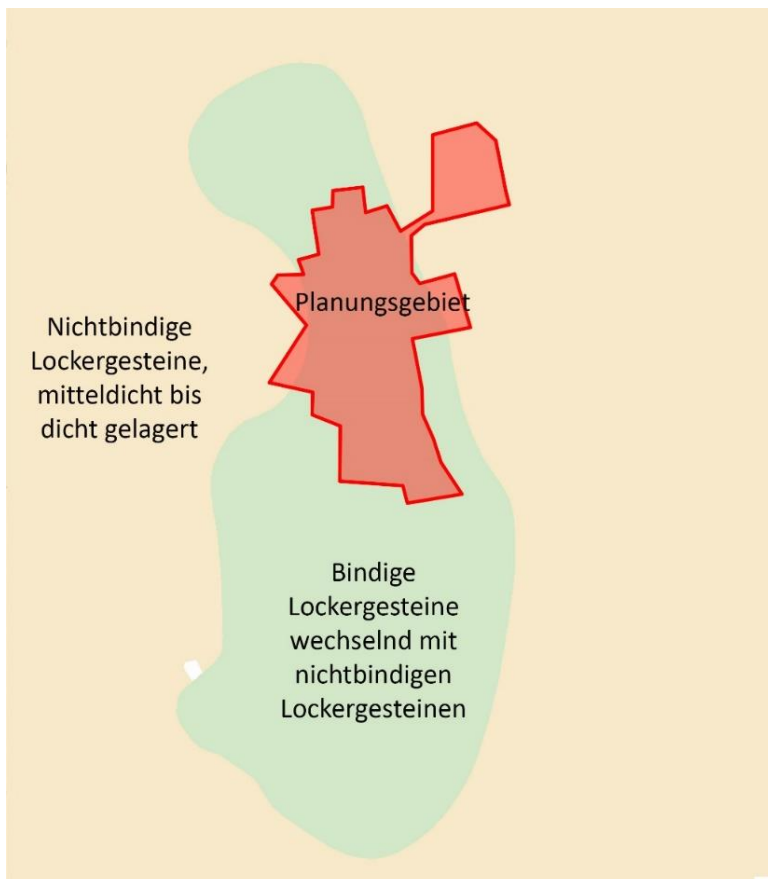 Planungsgebiet
Nichtbindige
Lockergesteine,
mitteldicht bis
dicht gelagert
Bindige
Lockergesteine
wechselnd mit
nichtbindigen
Lockergesteinen